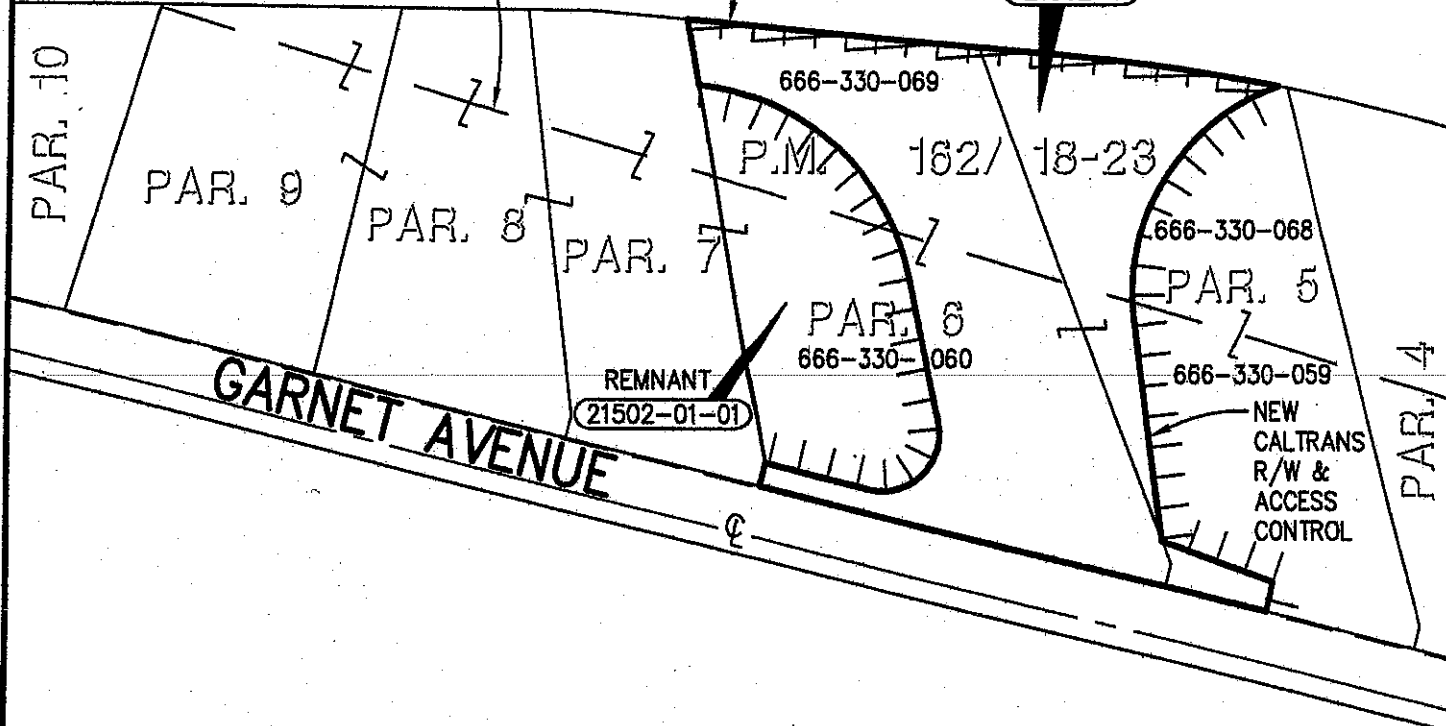 PAR. 10
PAR. 9
PAR. 8
PAR. 7
666-330-069
P.M. 162/ 18-23
666-330-068
PAR. 5
PAR. 6
666-330-060
666-330-059
PAR. 4
REMNANT
21502-01-01
NEW
CALTRANS
R/W &
ACCESS
CONTROL
GARNET AVENUE
℄